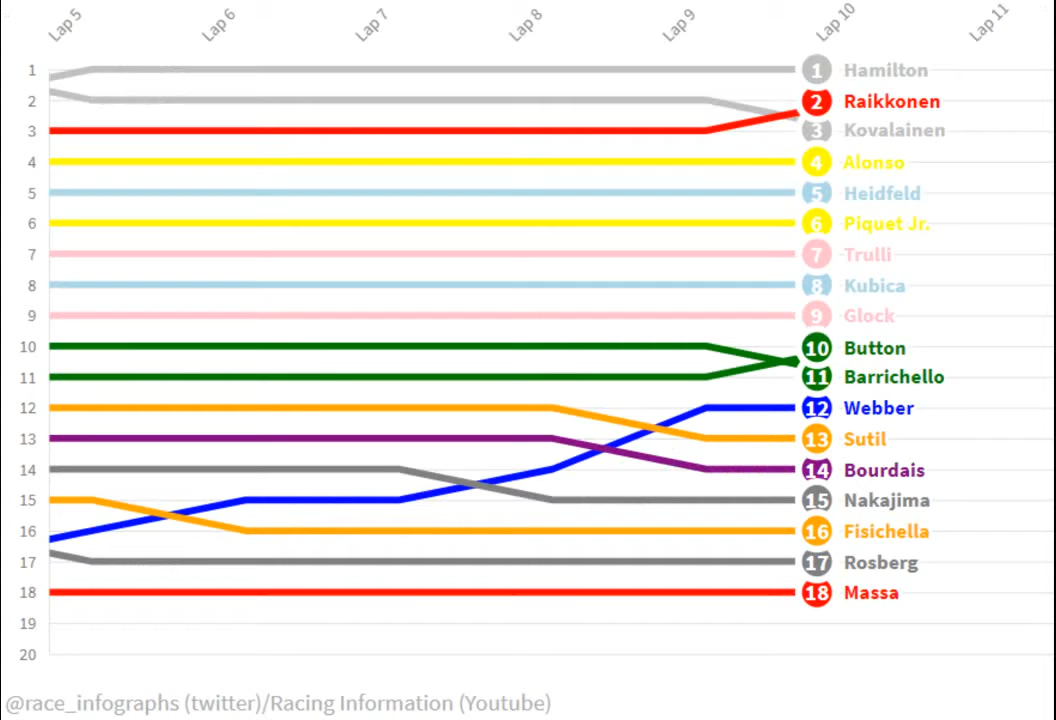 Lap 5 Lap 6 Lap 7 Lap 8 Lap 9 Lap 10 Lap 11
1 1 Hamilton
2 2 Raikkonen
3 3 Kovalainen
4 4 Alonso
5 5 Heidfeld
6 6 Piquet Jr.
7 7 Trulli
8 8 Kubica
9 9 Glock
10 10 Button
11 11 Barrichello
12 12 Webber
13 13 Sutil
14 14 Bourdais
15 15 Nakajima
16 16 Fisichella
17 17 Rosberg
18 18 Massa
19
20
@race_infographs (twitter)/Racing Information (Youtube)